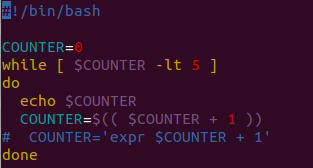 #!/bin/bash
COUNTER=0
while [ $COUNTER -lt 5 ]
do
  echo $COUNTER
  COUNTER=$(( $COUNTER + 1 ))
#  COUNTER='expr $COUNTER + 1'
done